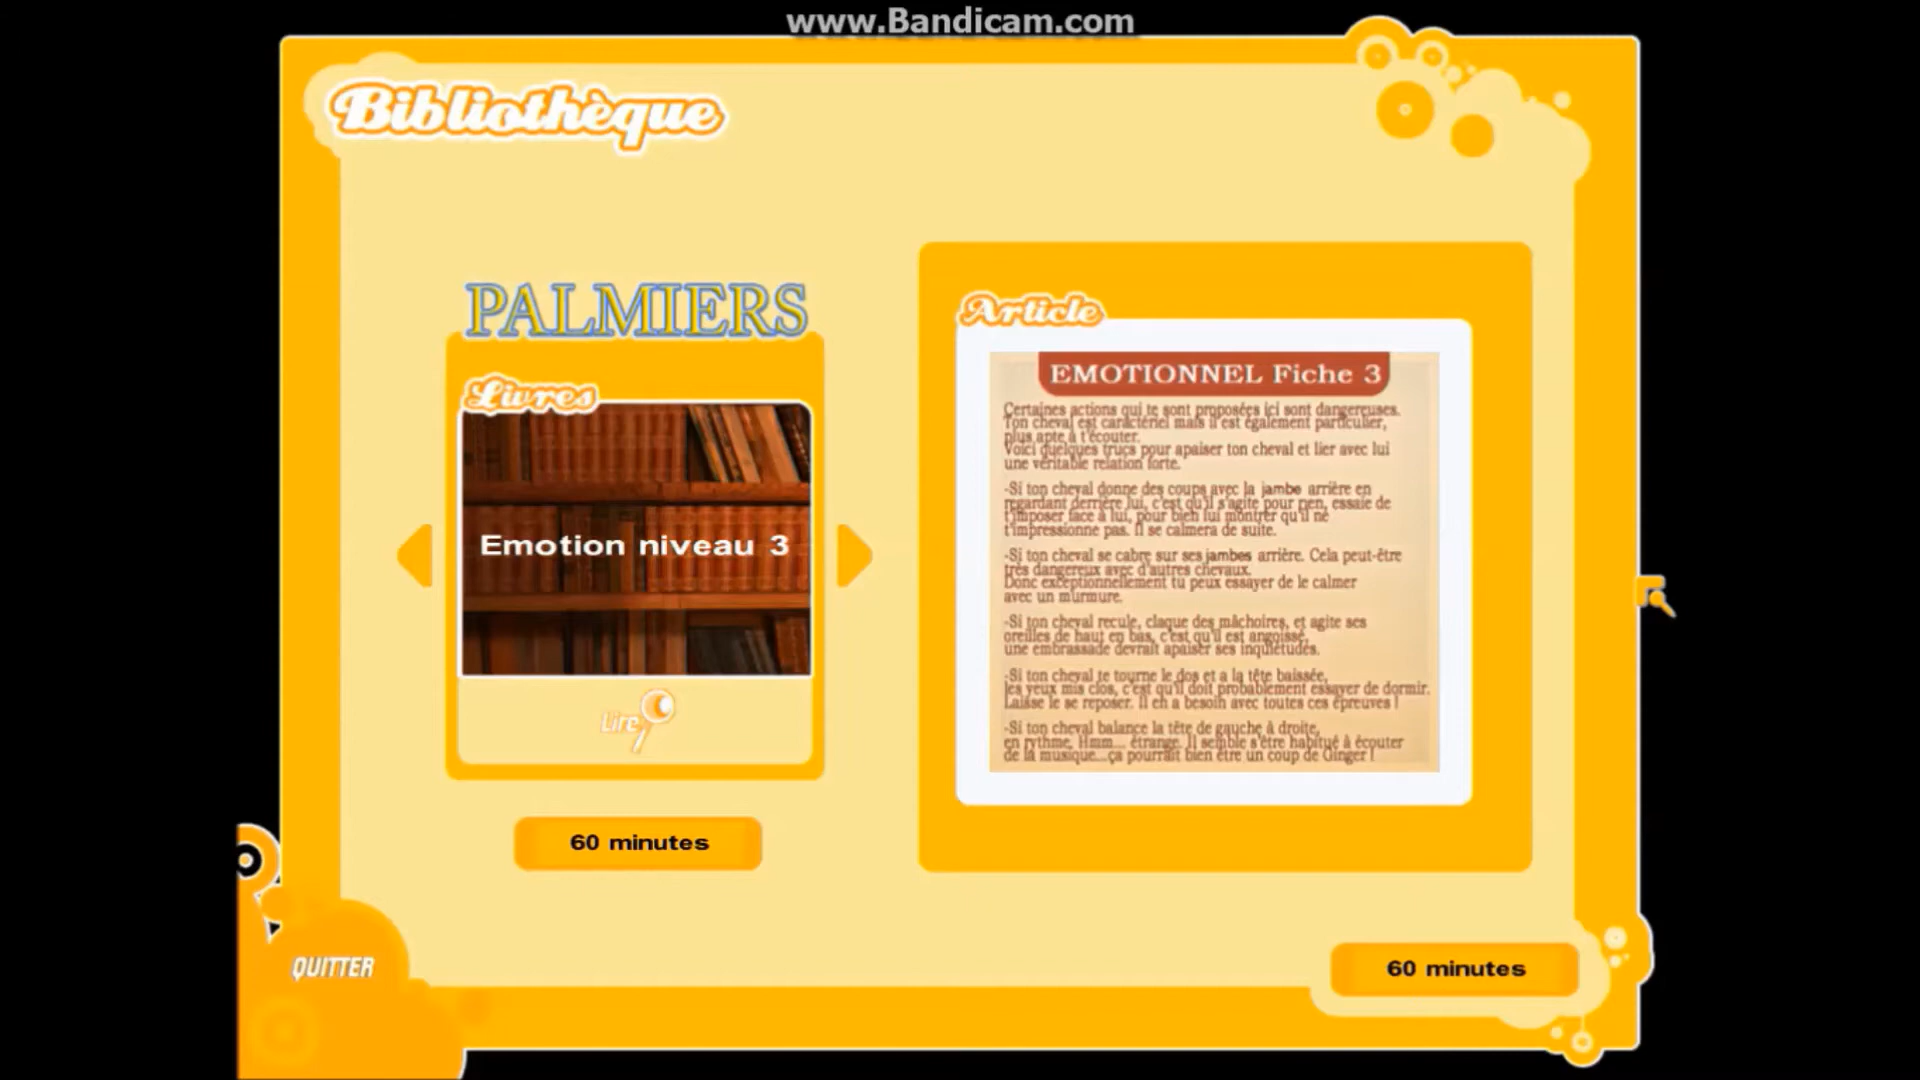 www.Bandicam.com
Bibliothèque
PALMIERS
Livres
Emotion niveau 3
Lire
60 minutes
QUITTER
Article
EMOTIONNEL Fiche 3
Certaines actions qui te sont proposées ici sont dangereuses.
Ton cheval est caractériel mais il est également particulier,
plus apte à t'écouter.
Voici quelques trucs pour apaiser ton cheval et lier avec lui
une véritable relation forte.
-Si ton cheval donne des coups avec la jambe arrière en
regardant derrière lui, c'est qu'il s'agite pour rien, essaie de
t'imposer face à lui, pour bien lui montrer qu'il ne
t'impressionne pas. Il se calmera de suite.
-Si ton cheval se cabre sur ses jambes arrière. Cela peut-être
très dangereux avec d'autres chevaux.
Donc exceptionnellement tu peux essayer de le calmer
avec un murmure.
-Si ton cheval recule, claque des mâchoires, et agite ses
oreilles de haut en bas, c'est qu'il est angoissé,
une embrassade devrait apaiser ses inquiétudes.
-Si ton cheval te tourne le dos et a la tête baissée,
les yeux mis clos, c'est qu'il doit probablement essayer de dormir.
Laisse le se reposer. Il en a besoin avec toutes ces épreuves !
-Si ton cheval balance la tête de gauche à droite,
en rythme, Hmm... étrange. Il semble s'être habitué à écouter
de la musique...ça pourrait bien être un coup de Ginger !
60 minutes